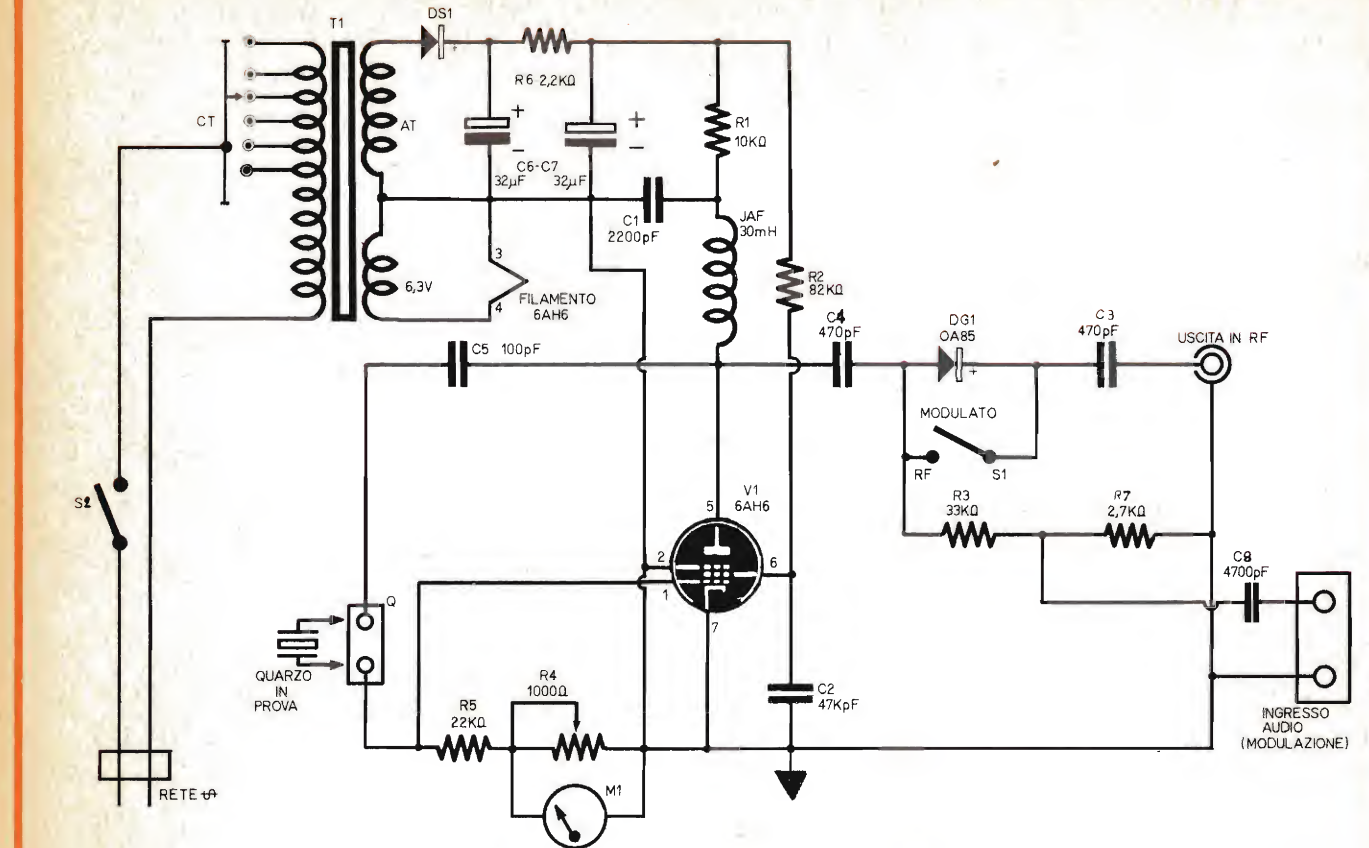 T1
DS1
+
R6 2,2KΩ
CT
AT
+
+
−
−
C6-C7
32µF
32µF
R1
10KΩ
C1
2200pF
JAF
30mH
3
4
6,3V
FILAMENTO
6AH6
R2
82KΩ
C5 100pF
C4
470pF
DG1
OA85
+
C3
470pF
USCITA IN RF
MODULATO
RF
S1
S2
V1
6AH6
5
2
1
6
7
R3
33KΩ
R7
2,7KΩ
C8
4700pF
Q
QUARZO
IN
PROVA
R5
22KΩ
R4
1000Ω
C2
47KpF
INGRESSO
AUDIO
(MODULAZIONE)
M1
RETE